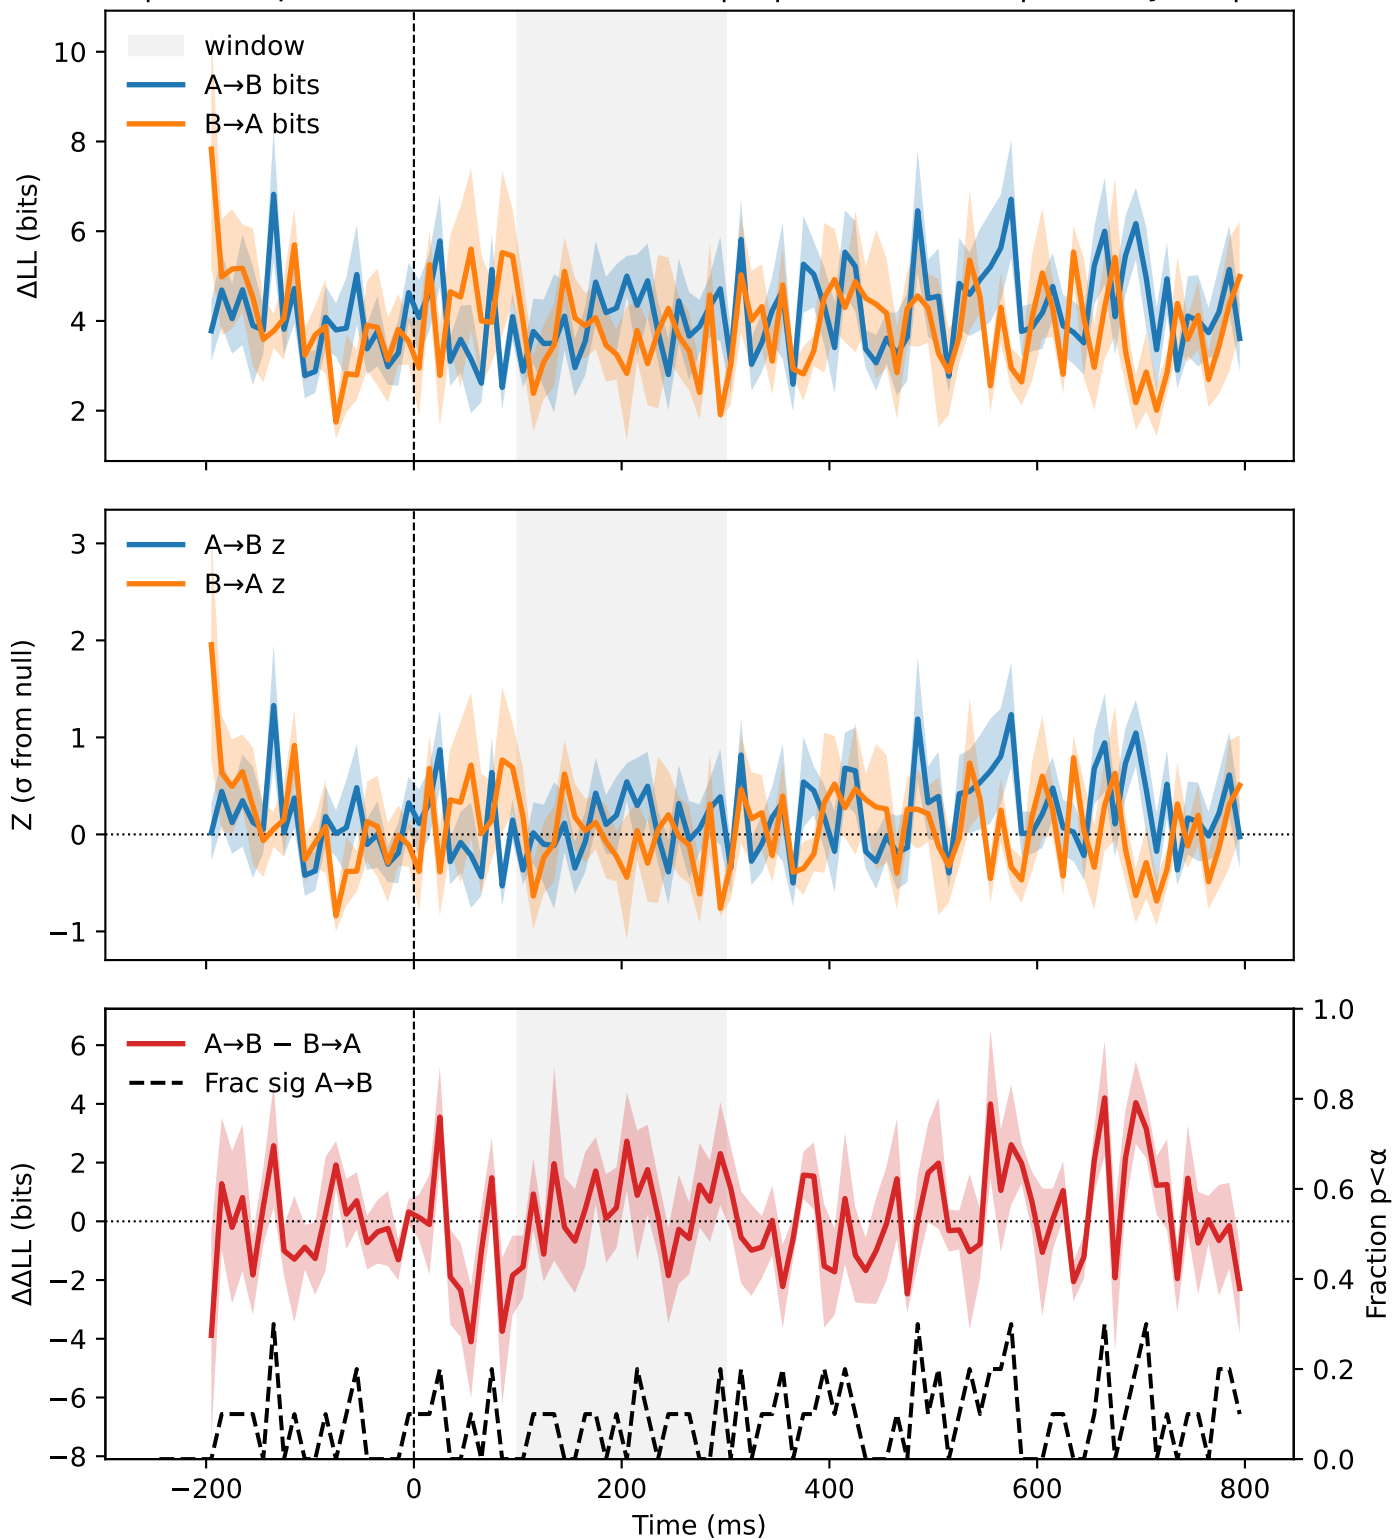 10
8
6
4
2
ΔLL (bits)
window
A→B bits
B→A bits
3
2
1
0
−1
Z (σ from null)
A→B z
B→A z
6
4
2
0
−2
−4
−6
−8
ΔΔLL (bits)
A→B − B→A
Frac sig A→B
1.0
0.8
0.6
0.4
0.2
0.0
Fraction p<α
−200
0
200
400
600
800
Time (ms)